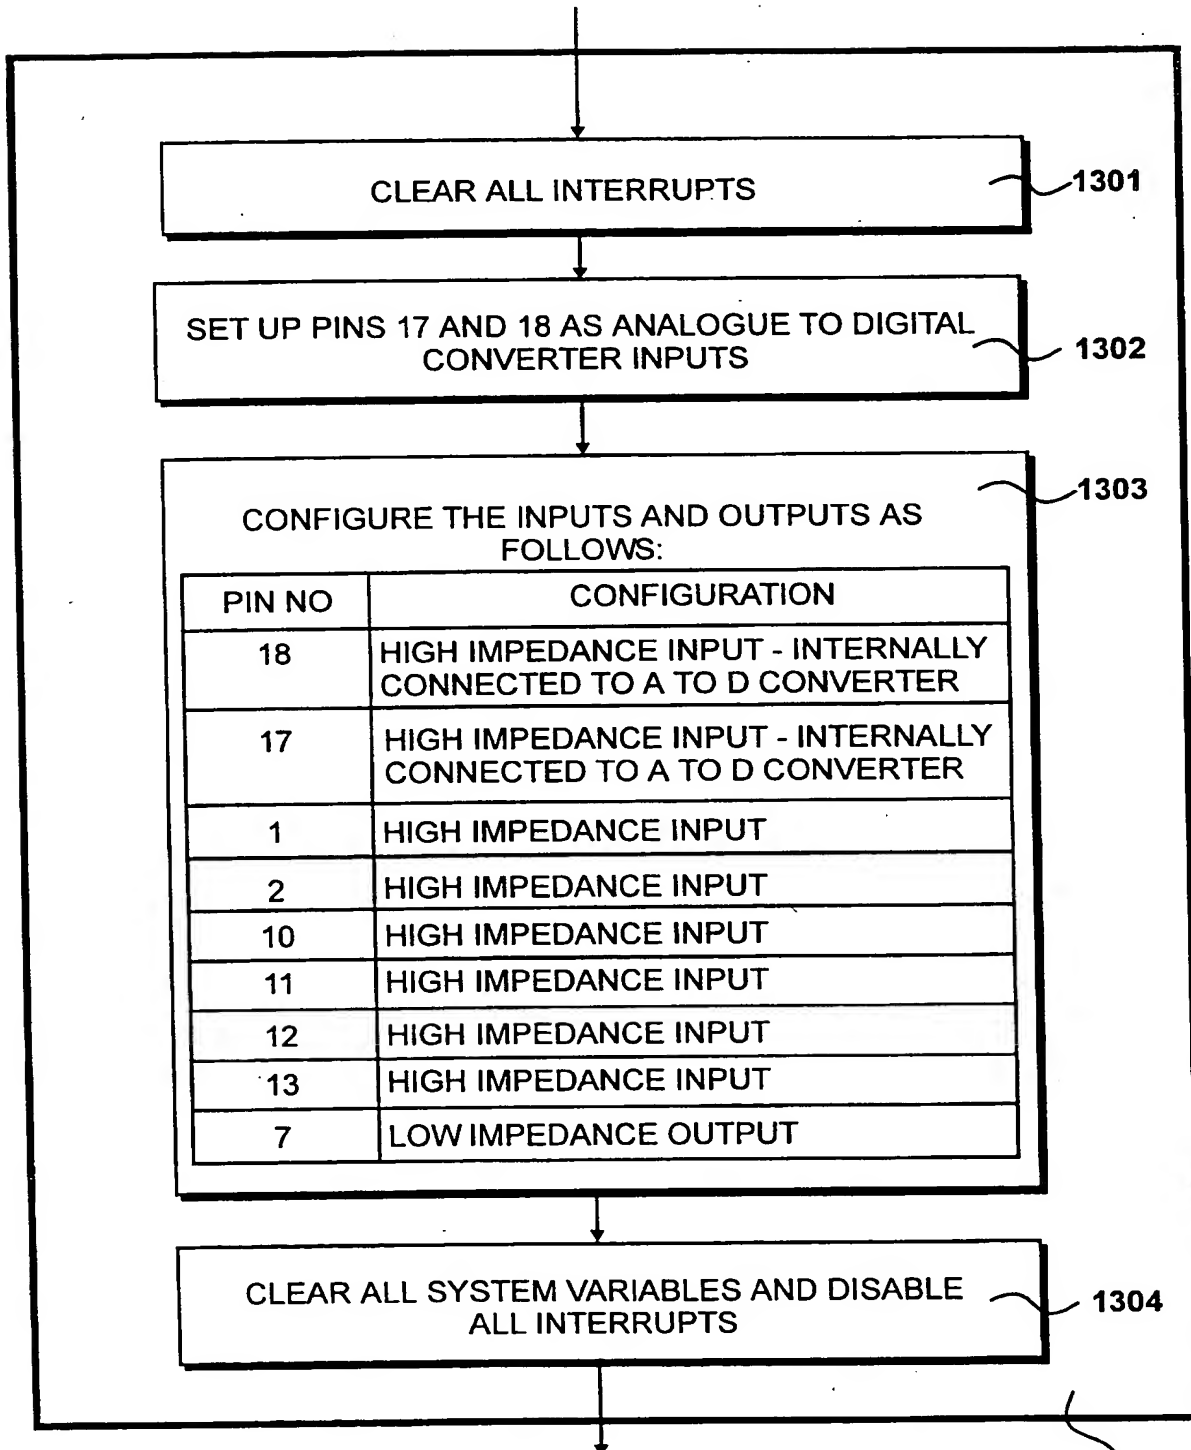 CLEAR ALL INTERRUPTS
1301
SET UP PINS 17 AND 18 AS ANALOGUE TO DIGITAL
CONVERTER INPUTS
1302
1303
CONFIGURE THE INPUTS AND OUTPUTS AS
FOLLOWS:
PIN NO CONFIGURATION
18 HIGH IMPEDANCE INPUT - INTERNALLY
CONNECTED TO A TO D CONVERTER
17 HIGH IMPEDANCE INPUT - INTERNALLY
CONNECTED TO A TO D CONVERTER
1 HIGH IMPEDANCE INPUT
2 HIGH IMPEDANCE INPUT
10 HIGH IMPEDANCE INPUT
11 HIGH IMPEDANCE INPUT
12 HIGH IMPEDANCE INPUT
13 HIGH IMPEDANCE INPUT
7 LOW IMPEDANCE OUTPUT
CLEAR ALL SYSTEM VARIABLES AND DISABLE
ALL INTERRUPTS
1304